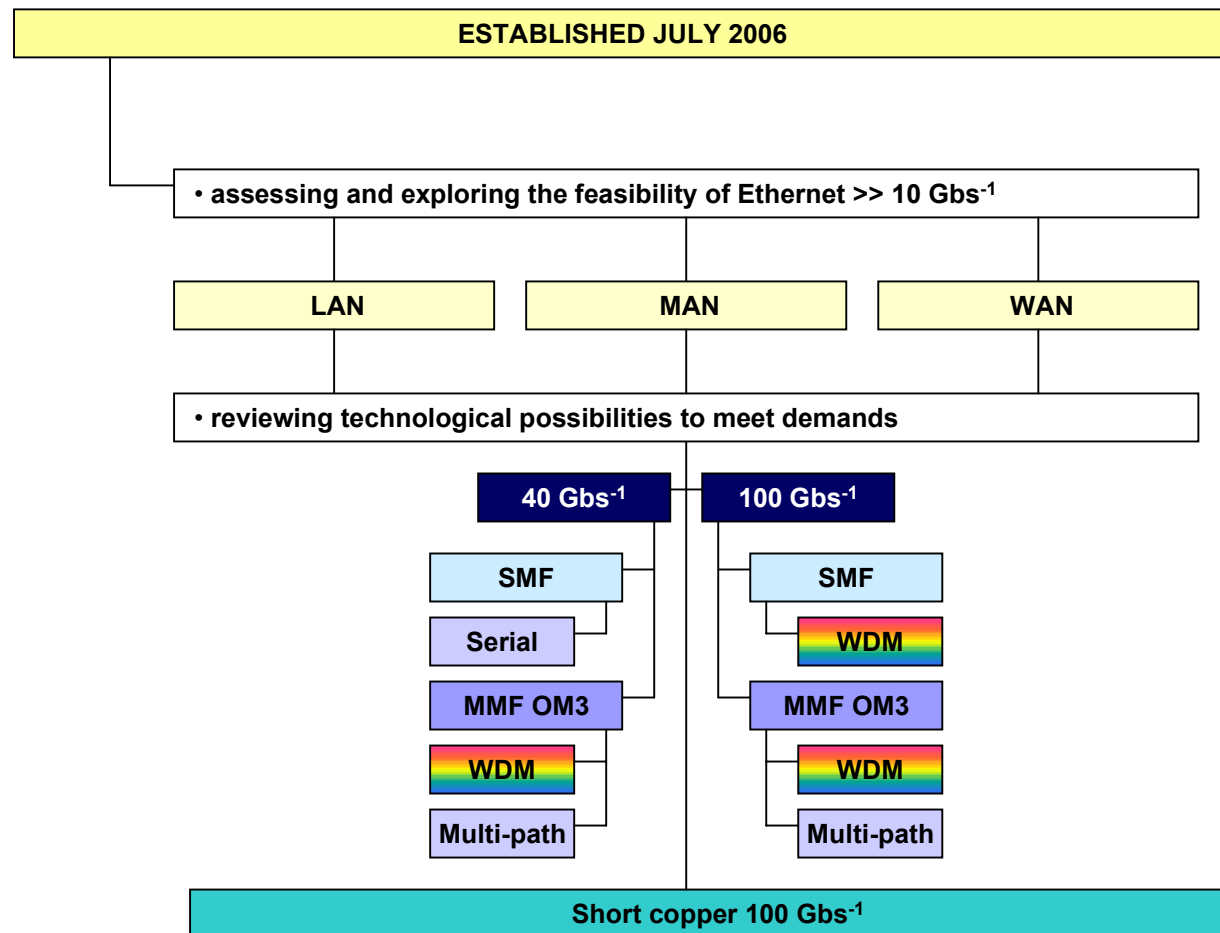 ESTABLISHED JULY 2006
• assessing and exploring the feasibility of Ethernet >> 10 Gbs⁻¹
LAN
MAN
WAN
• reviewing technological possibilities to meet demands
40 Gbs⁻¹
100 Gbs⁻¹
SMF
SMF
Serial
WDM
MMF OM3
MMF OM3
WDM
WDM
Multi-path
Multi-path
Short copper 100 Gbs⁻¹